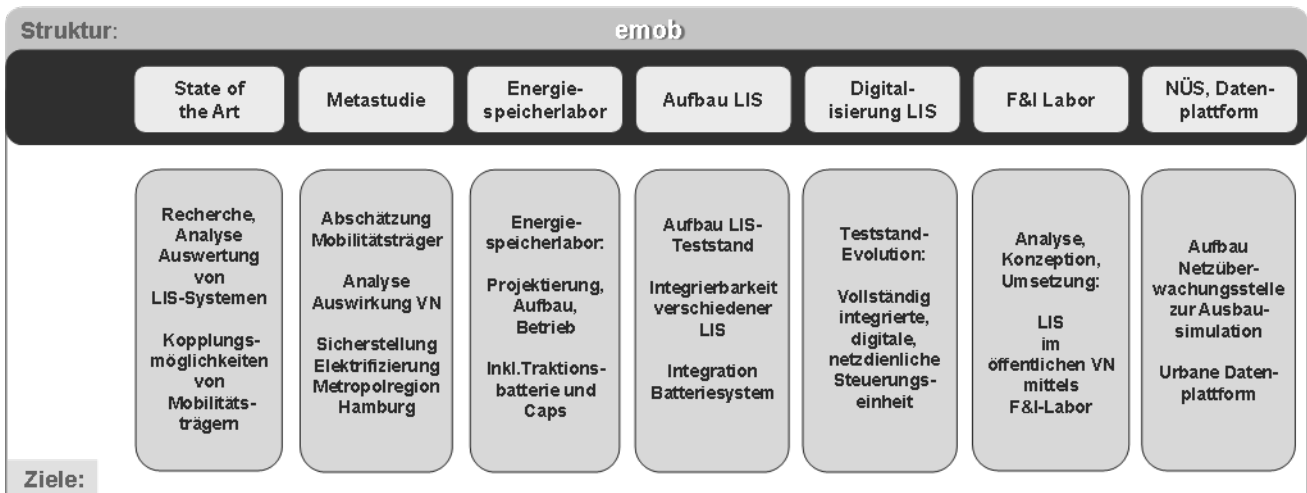 Struktur:
emob
State of
the Art
Metastudie
Energie-
speicherlabor
Aufbau LIS
Digital-
isierung LIS
F&I Labor
NÜS, Daten-
plattform
Recherche,
Analyse
Auswertung
von
LIS-Systemen
Kopplungs-
möglichkeiten
von
Mobilitäts-
trägern
Abschätzung
Mobilitätsträger
Analyse
Auswirkung VN
Sicherstellung
Elektrifizierung
Metropolregion
Hamburg
Energie-
speicherlabor:
Projektierung,
Aufbau,
Betrieb
Inkl.Traktions-
batterie und
Caps
Aufbau LIS-
Teststand
Integrierbarkeit
verschiedener
LIS
Integration
Batteriesystem
Teststand-
Evolution:
Vollständig
integrierte,
digitale,
netzdienliche
Steuerungs-
einheit
Analyse,
Konzeption,
Umsetzung:
LIS
im
öffentlichen VN
mittels
F&I-Labor
Aufbau
Netzüber-
wachungsstelle
zur Ausbau-
simulation
Urbane Daten-
plattform
Ziele: